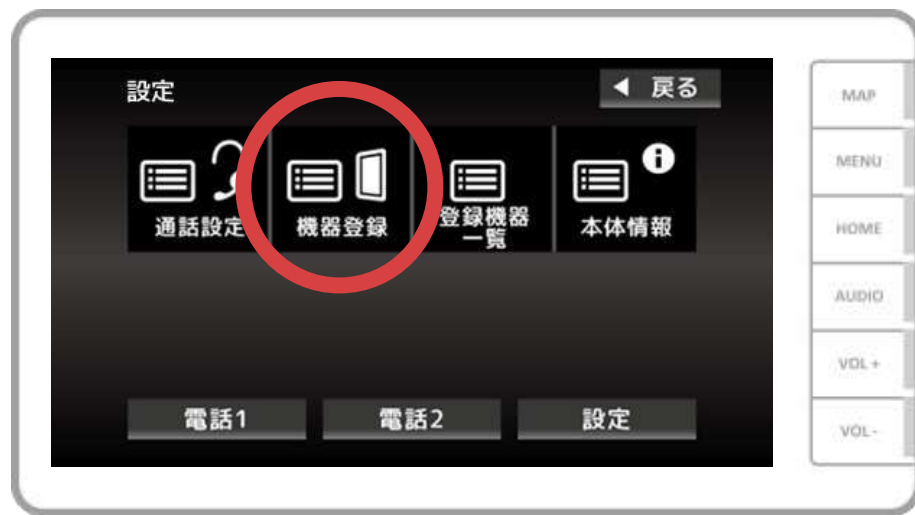 設定
◀ 戻る
通話設定
機器登録
登録機器
一覧
本体情報
電話1
電話2
設定
MAP
MENU
HOME
AUDIO
VOL +
VOL -